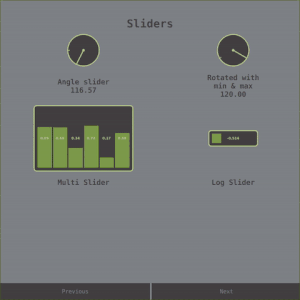 Sliders
Angle slider
116.57
Rotated with
min & max
120.00
Multi Slider
Log Slider
Previous
Next